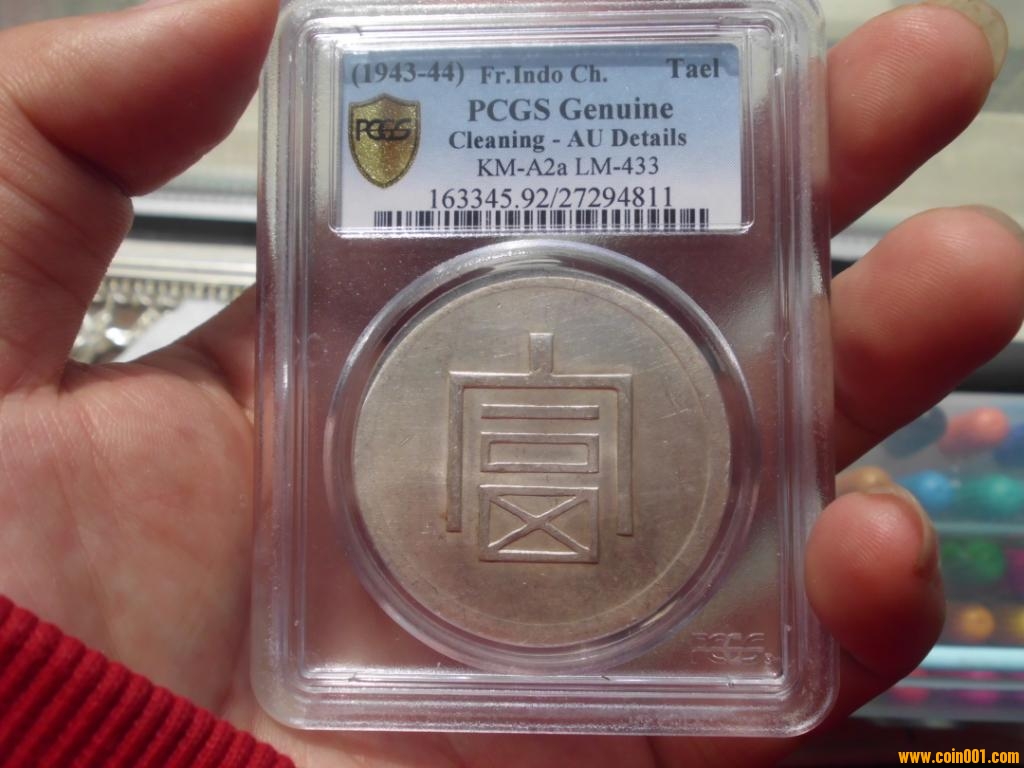 (1943-44) Fr.Indo Ch. Tael
PCGS
PCGS Genuine
Cleaning - AU Details
KM-A2a LM-433
163345.92/27294811
富
PCGS
www.coin001.com